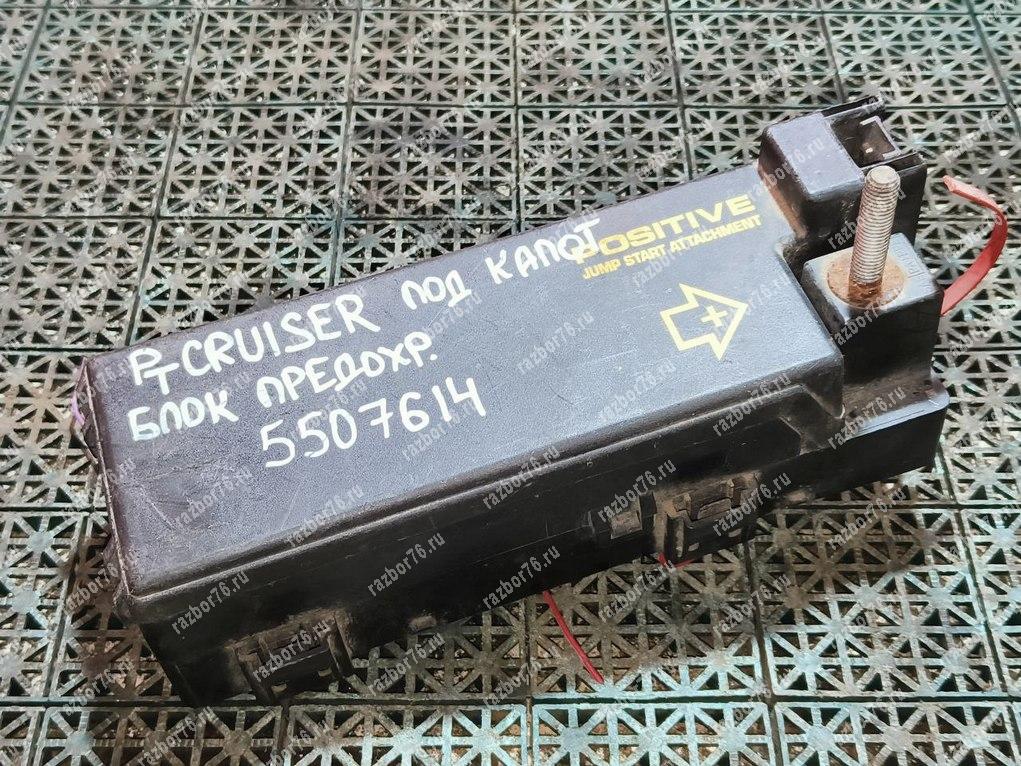 POSITIVE
JUMP START ATTACHMENT
+
PT CRUISER ПОД КАПОТ
БЛОК ПРЕДОХР.
5507614
razbor76.ru